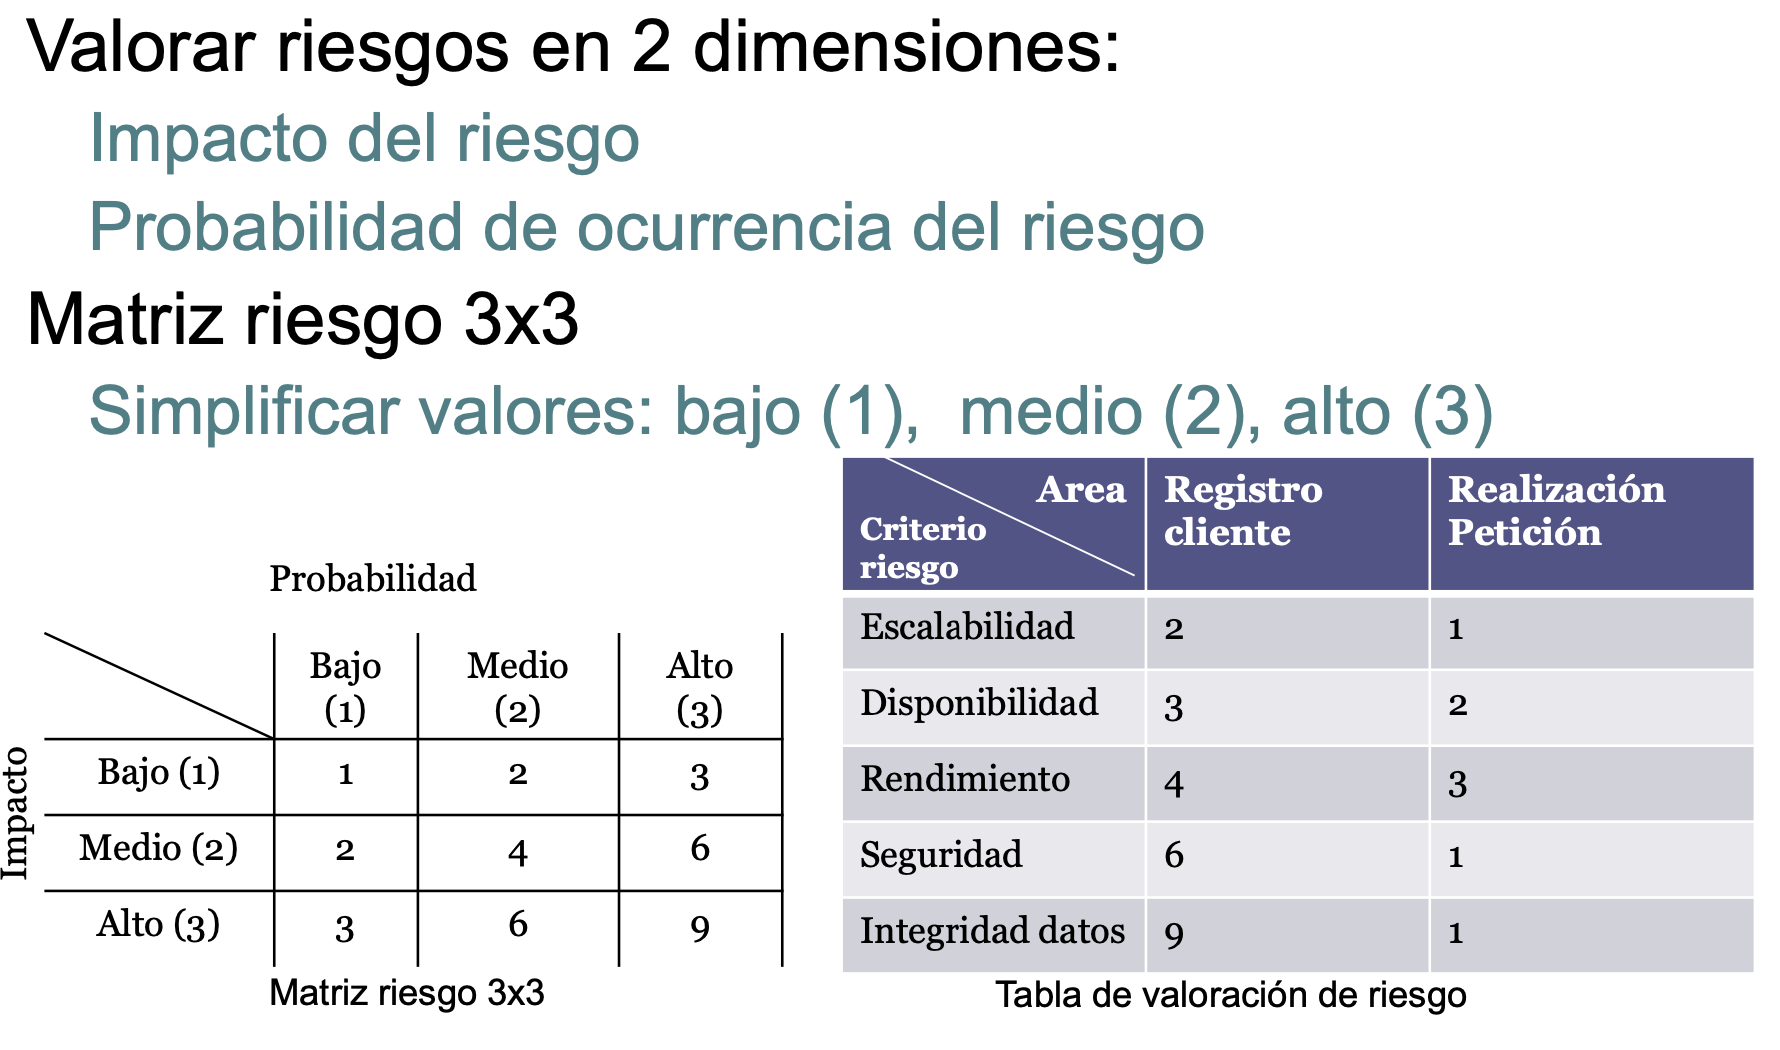 Valorar riesgos en 2 dimensiones:
Impacto del riesgo
Probabilidad de ocurrencia del riesgo
Matriz riesgo 3x3
Simplificar valores: bajo (1), medio (2), alto (3)
Probabilidad
Bajo (1) Medio (2) Alto (3)
Impacto
Bajo (1) 1 2 3
Medio (2) 2 4 6
Alto (3) 3 6 9
Matriz riesgo 3x3
Area
Criterio riesgo
Registro cliente
Realización Petición
Escalabilidad 2 1
Disponibilidad 3 2
Rendimiento 4 3
Seguridad 6 1
Integridad datos 9 1
Tabla de valoración de riesgo